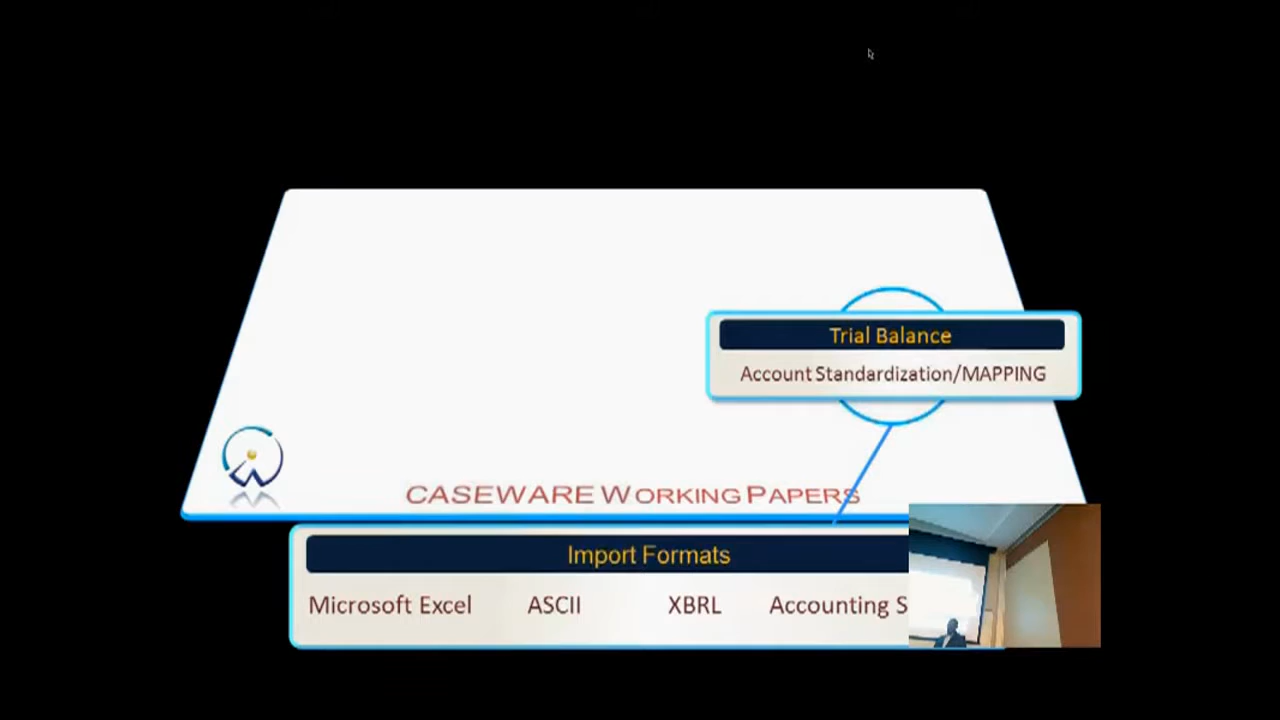 Trial Balance
Account Standardization/MAPPING
CASEWARE WORKING PAPERS
Import Formats
Microsoft Excel ASCII XBRL Accounting S